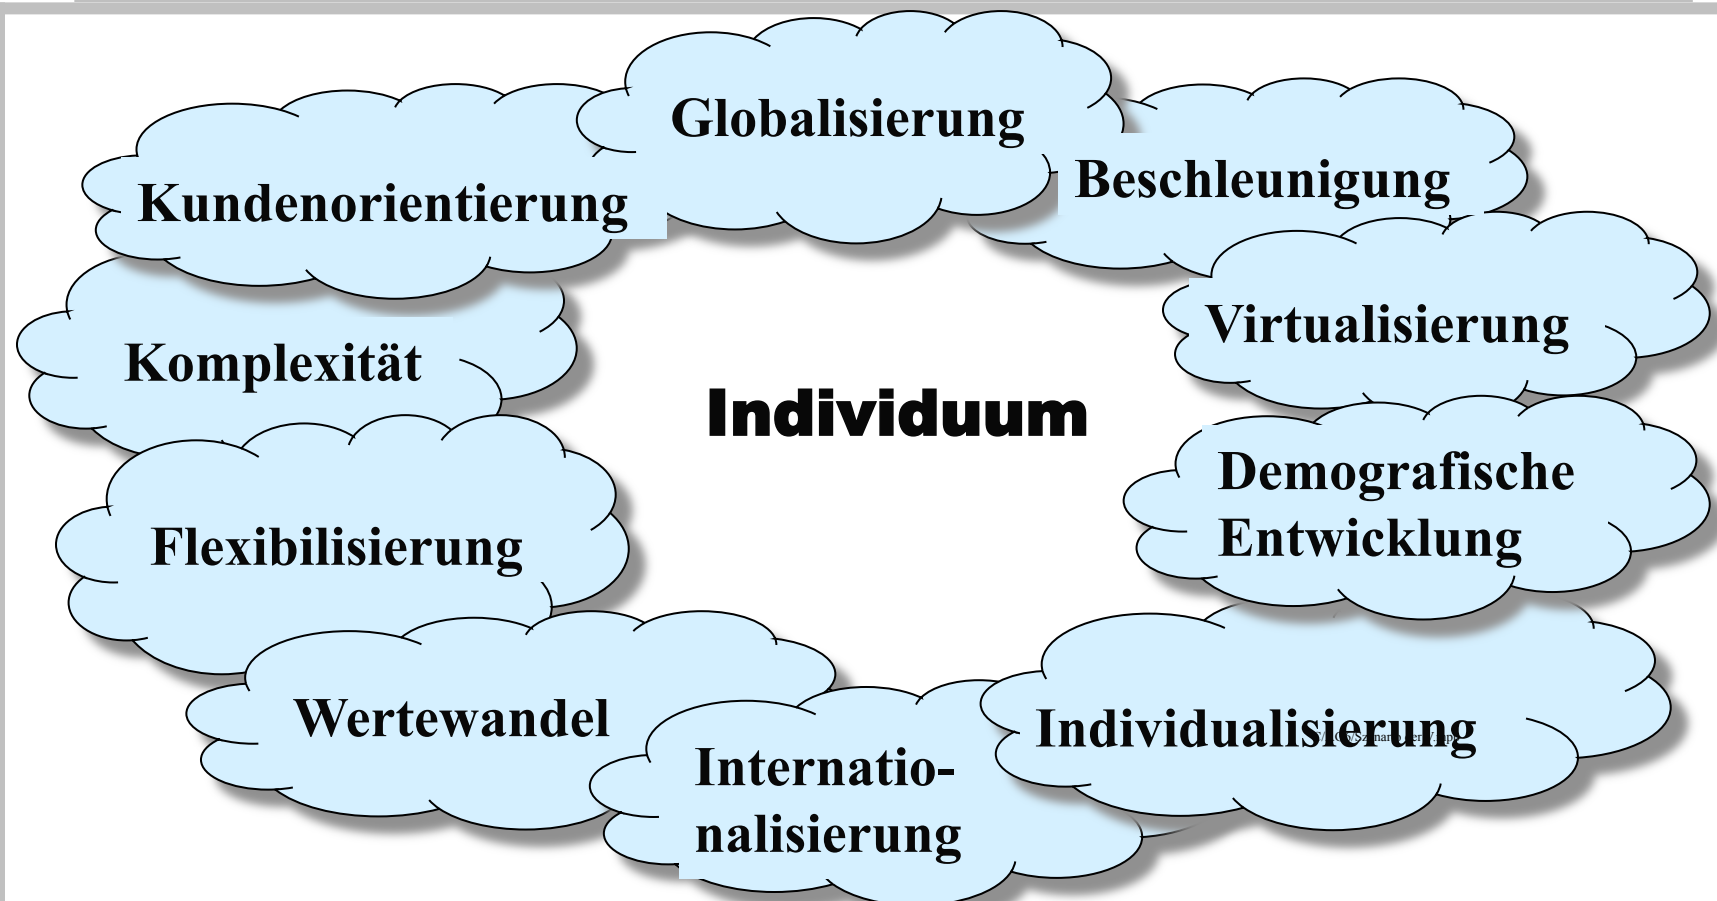 Globalisierung
Beschleunigung
Kundenorientierung
Virtualisierung
Komplexität
Individuum
Demografische
Entwicklung
Flexibilisierung
Wertewandel
Individualisierung
Internatio-
nalisierung